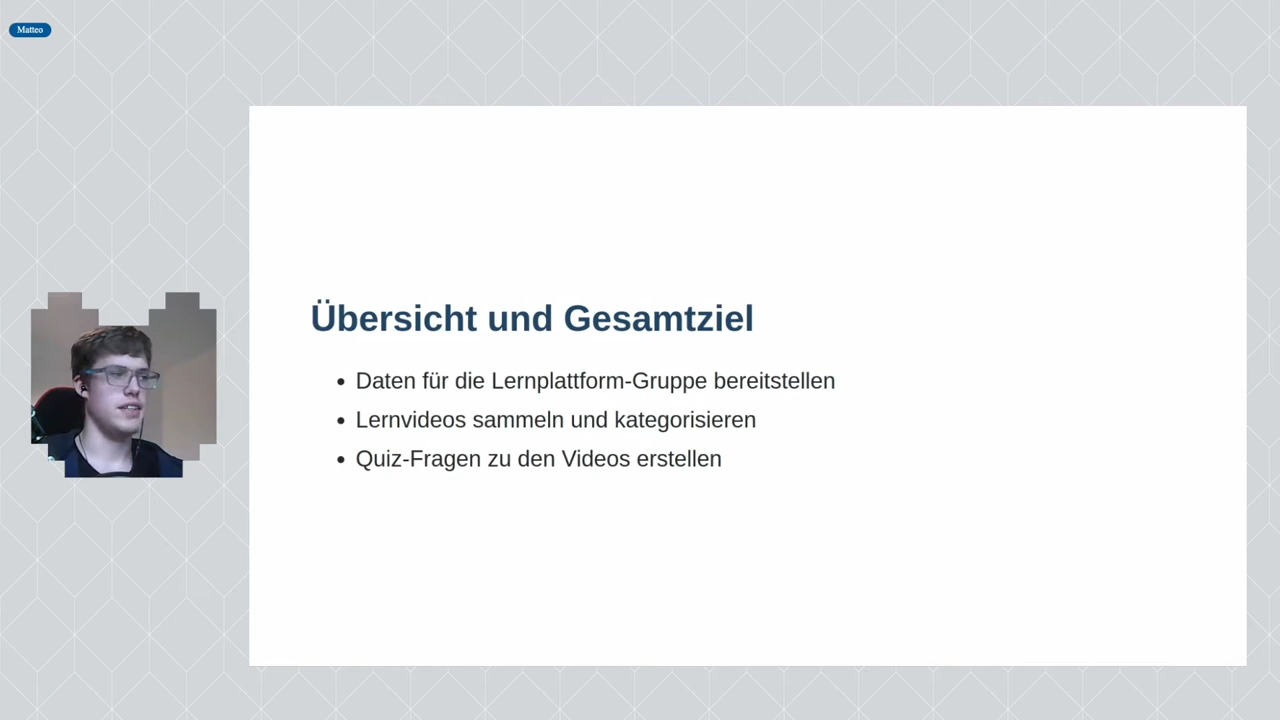 Matteo
Übersicht und Gesamtziel
• Daten für die Lernplattform-Gruppe bereitstellen
• Lernvideos sammeln und kategorisieren
• Quiz-Fragen zu den Videos erstellen